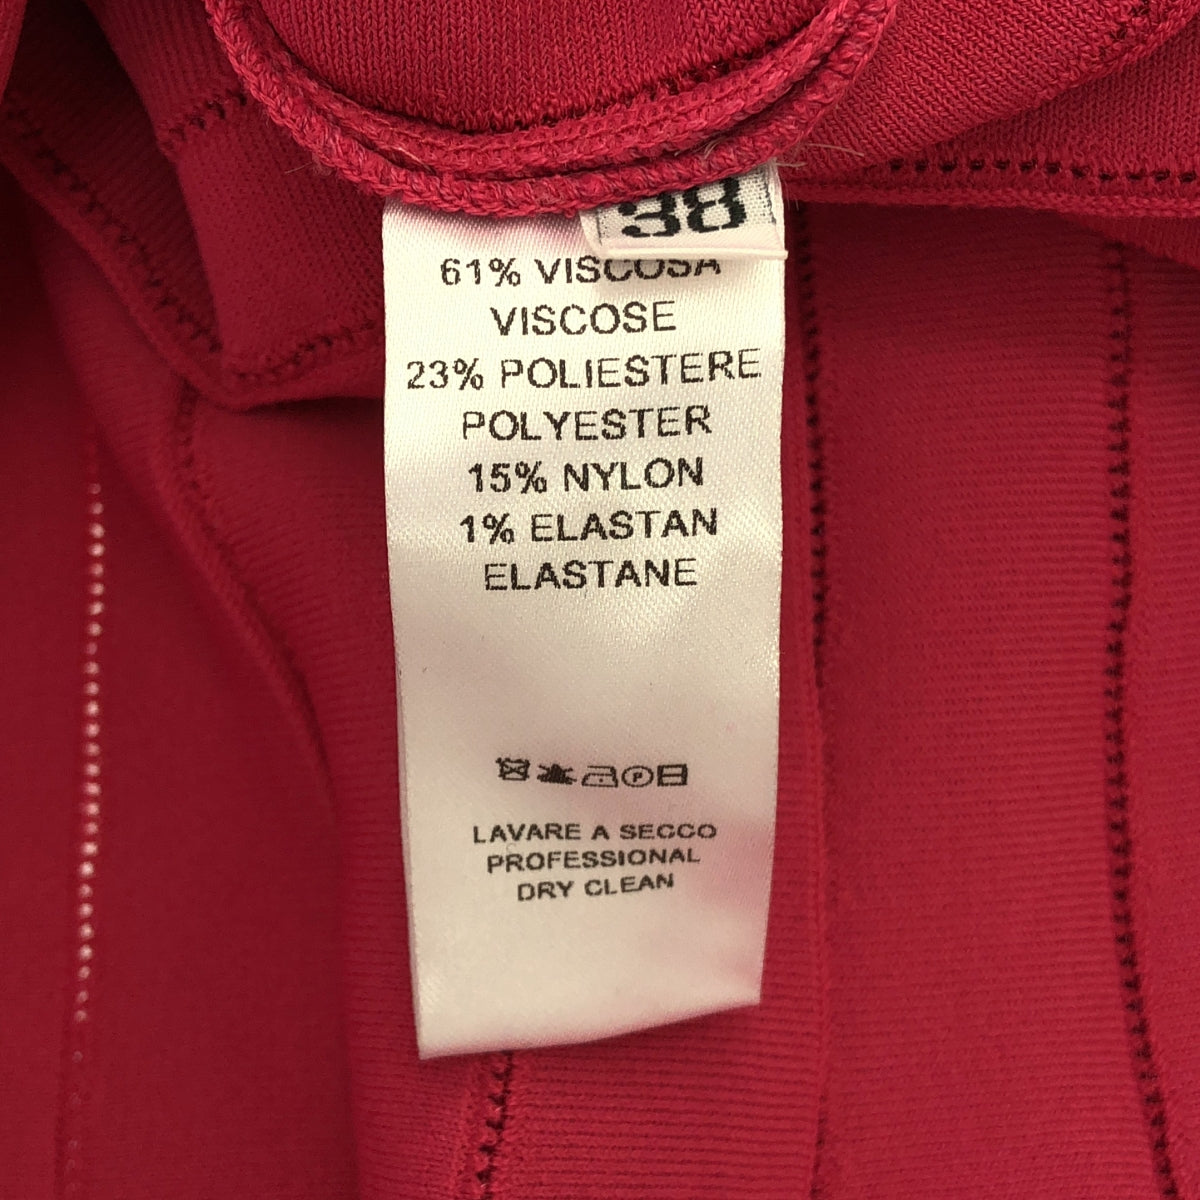 38
61% VISCOSA
VISCOSE
23% POLIESTERE
POLYESTER
15% NYLON
1% ELASTAN
ELASTANE
P
LAVARE A SECCO
PROFESSIONAL
DRY CLEAN